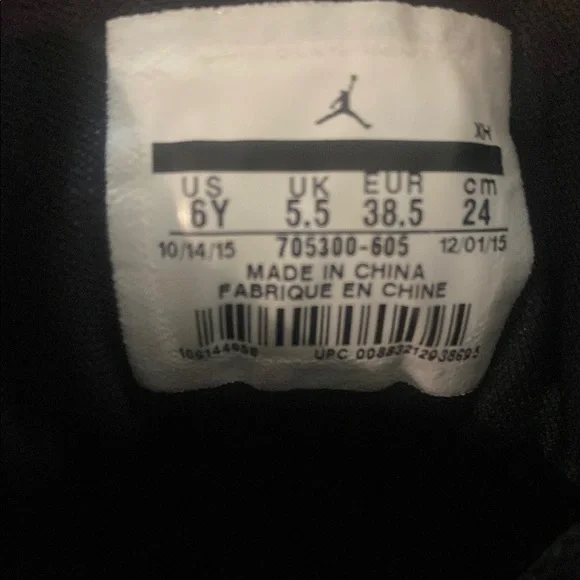 XH
US UK EUR cm
6Y 5.5 38.5 24
10/14/15 705300-605 12/01/15
MADE IN CHINA
FABRIQUE EN CHINE
UPC